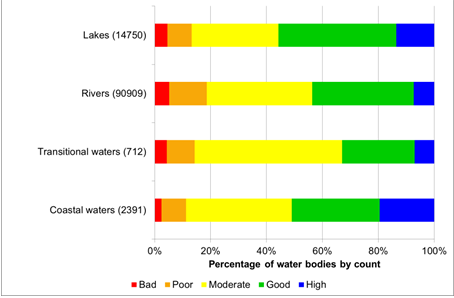 Lakes (14750)
Rivers (90909)
Transitional waters (712)
Coastal waters (2391)
0% 20% 40% 60% 80% 100%
Percentage of water bodies by count
Bad Poor Moderate Good High